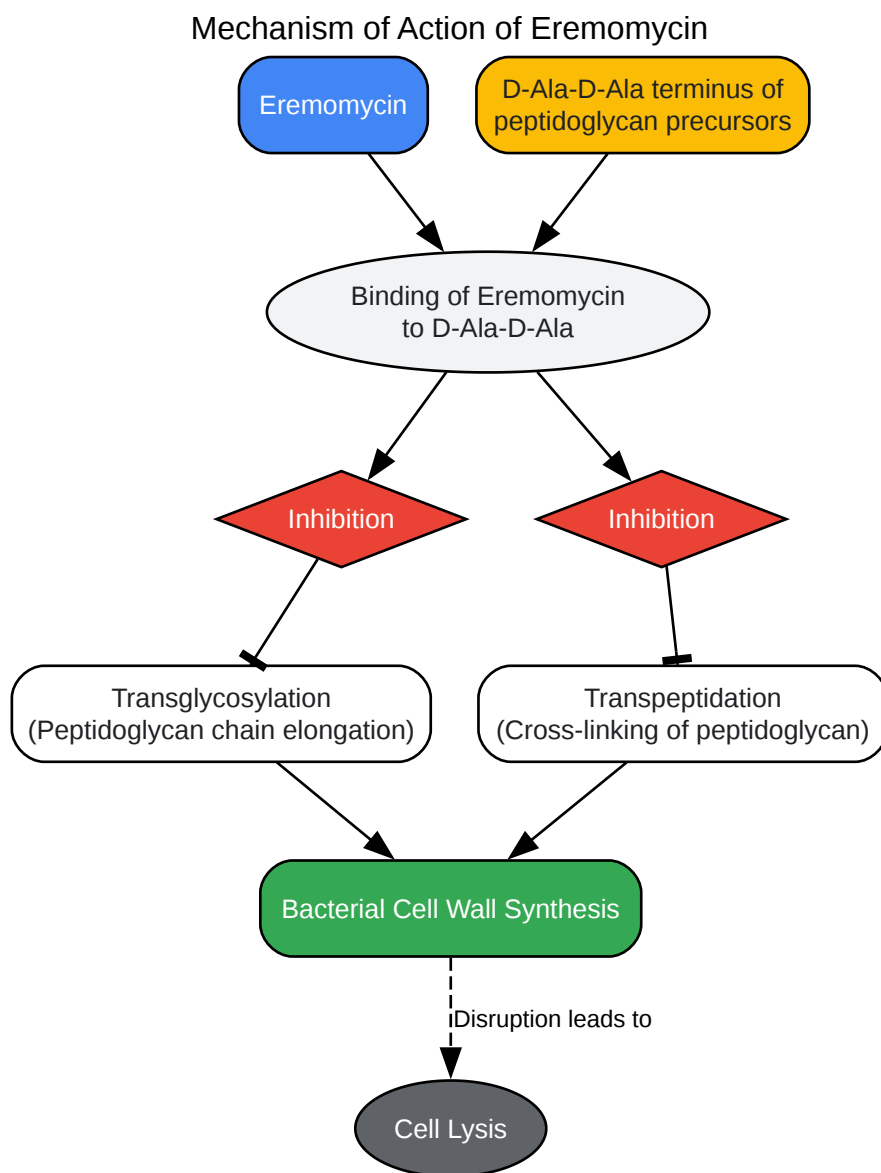 Mechanism of Action of Eremomycin
Eremomycin
D-Ala-D-Ala terminus of
peptidoglycan precursors
Binding of Eremomycin
to D-Ala-D-Ala
Inhibition
Inhibition
Transglycosylation
(Peptidoglycan chain elongation)
Transpeptidation
(Cross-linking of peptidoglycan)
Bacterial Cell Wall Synthesis
Disruption leads to
Cell Lysis